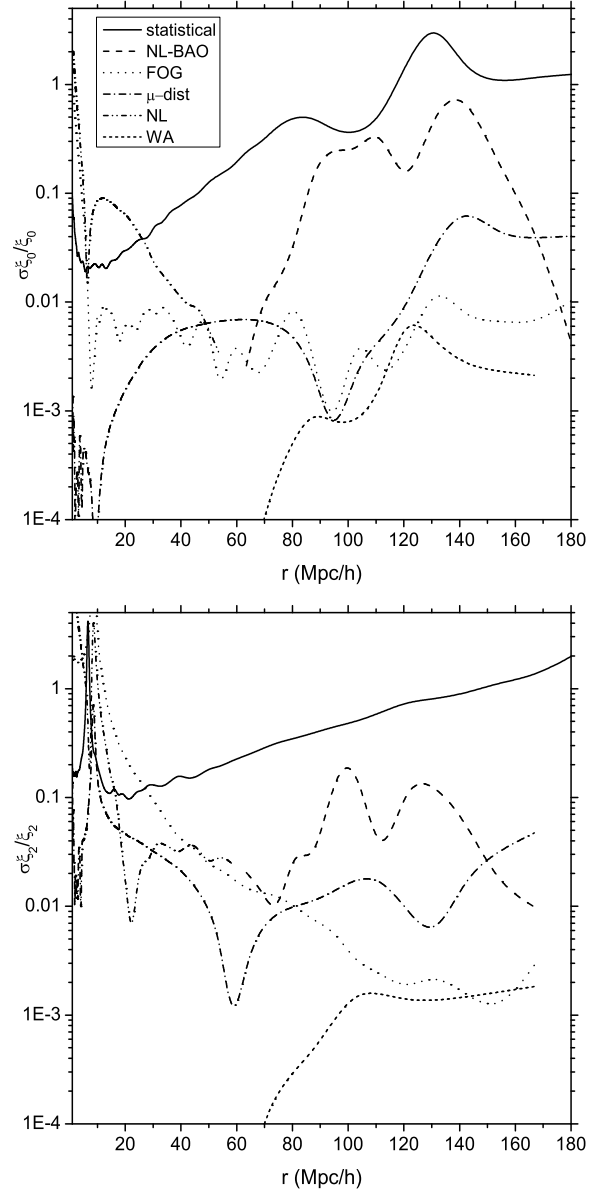 statistical
NL-BAO
FOG
μ–dist
NL
WA
1
0.1
0.01
1E-3
1E-4
σξ₀/ξ₀
20 40 60 80 100 120 140 160 180
r (Mpc/h)
1
0.1
0.01
1E-3
1E-4
σξ₂/ξ₂
20 40 60 80 100 120 140 160 180
r (Mpc/h)